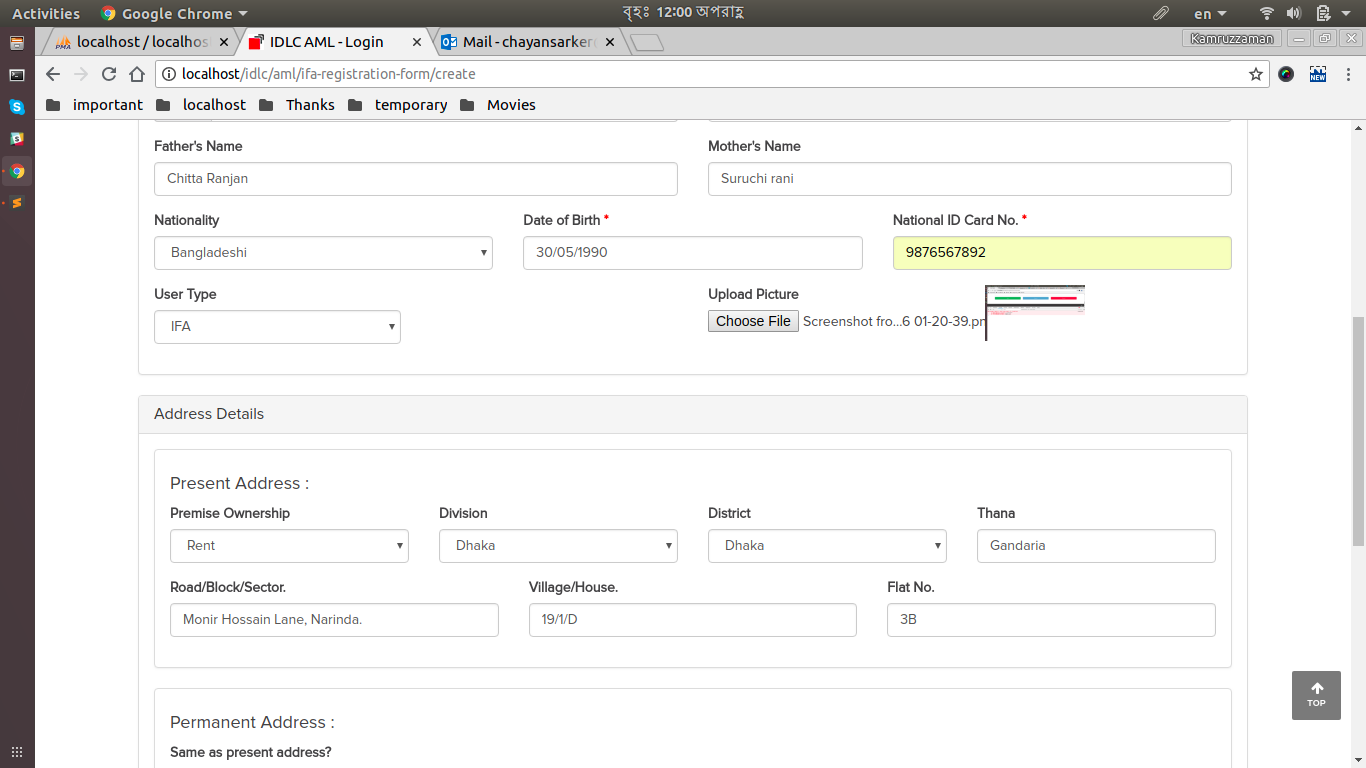 Activities Google Chrome বৃহঃ 12:00 অপরাহ্ণ en
localhost / localhos IDLC AML - Login Mail - chayansarker Kamruzzaman
localhost/idlc/aml/ifa-registration-form/create NEW
important localhost Thanks temporary Movies
Father's Name Mother's Name
Chitta Ranjan Suruchi rani
Nationality Date of Birth * National ID Card No. *
Bangladeshi 30/05/1990 9876567892
User Type Upload Picture
IFA Choose File Screenshot fro...6 01-20-39.pn
Address Details
Present Address :
Premise Ownership Division District Thana
Rent Dhaka Dhaka Gandaria
Road/Block/Sector. Village/House. Flat No.
Monir Hossain Lane, Narinda. 19/1/D 3B
TOP
Permanent Address :
Same as present address?